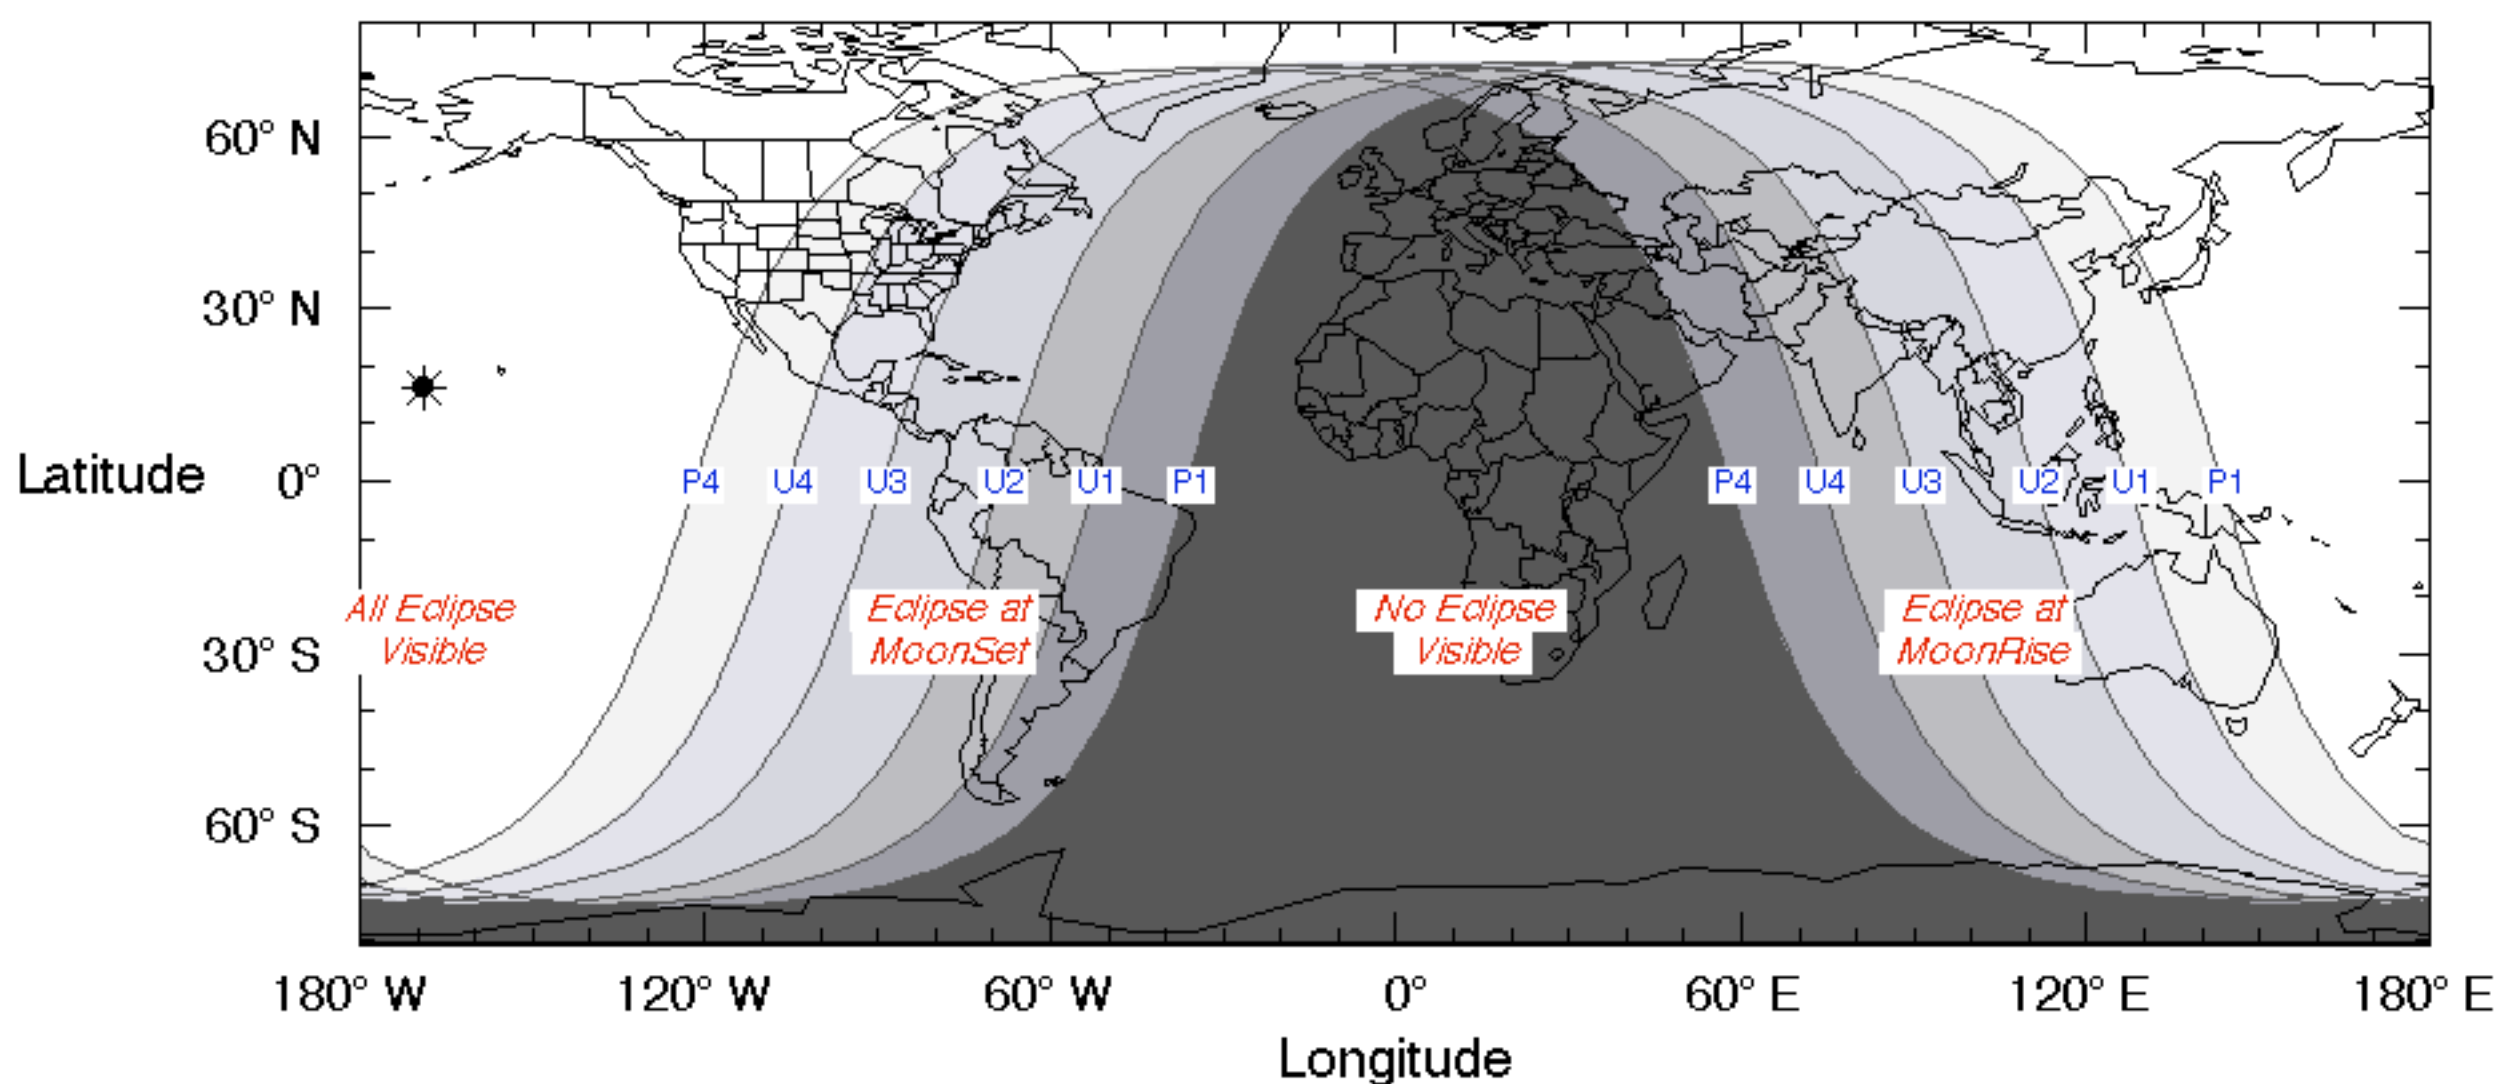 60° N
30° N
Latitude 0°
P4 U4 U3 U2 U1 P1 P4 U4 U3 U2 U1 P1
All Eclipse
Visible
Eclipse at
MoonSet
No Eclipse
Visible
Eclipse at
MoonRise
30° S
60° S
180° W 120° W 60° W 0° 60° E 120° E 180° E
Longitude